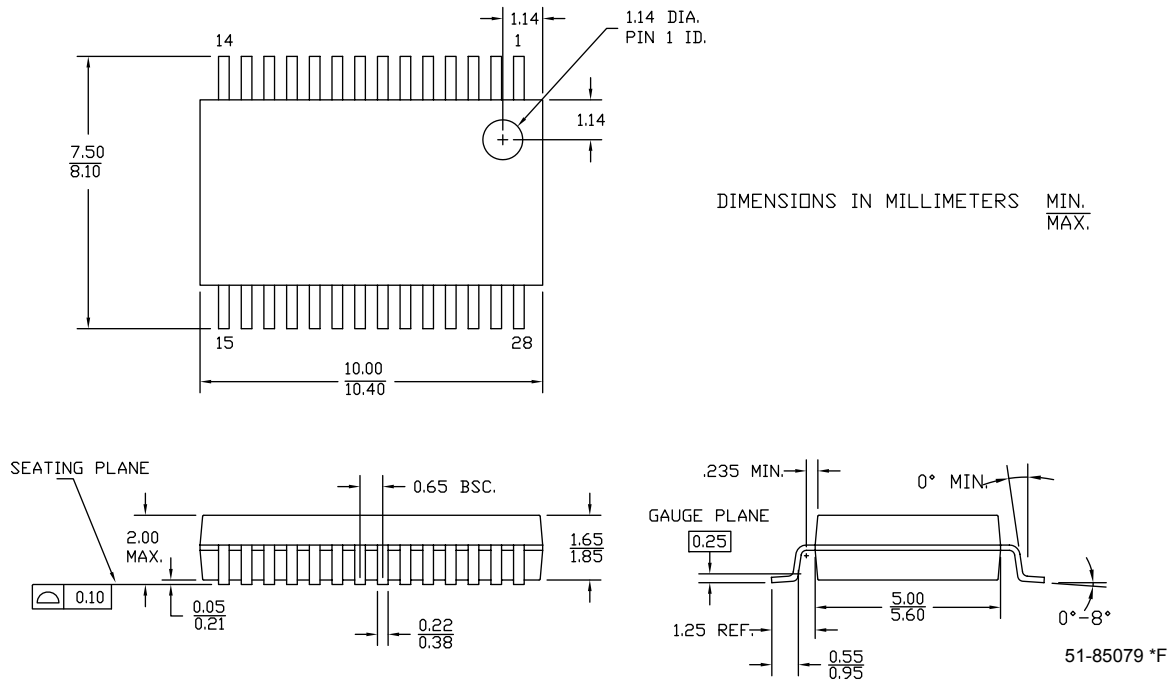 1.14
1.14 DIA.
PIN 1 ID.
14
1
1.14
7.50
8.10
DIMENSIONS IN MILLIMETERS
MIN.
MAX.
15
28
10.00
10.40
SEATING PLANE
0.65 BSC.
2.00
MAX.
1.65
1.85
0.10
0.05
0.21
0.22
0.38
.235 MIN.
0° MIN.
GAUGE PLANE
0.25
5.00
5.60
1.25 REF.
0°-8°
0.55
0.95
51-85079 *F